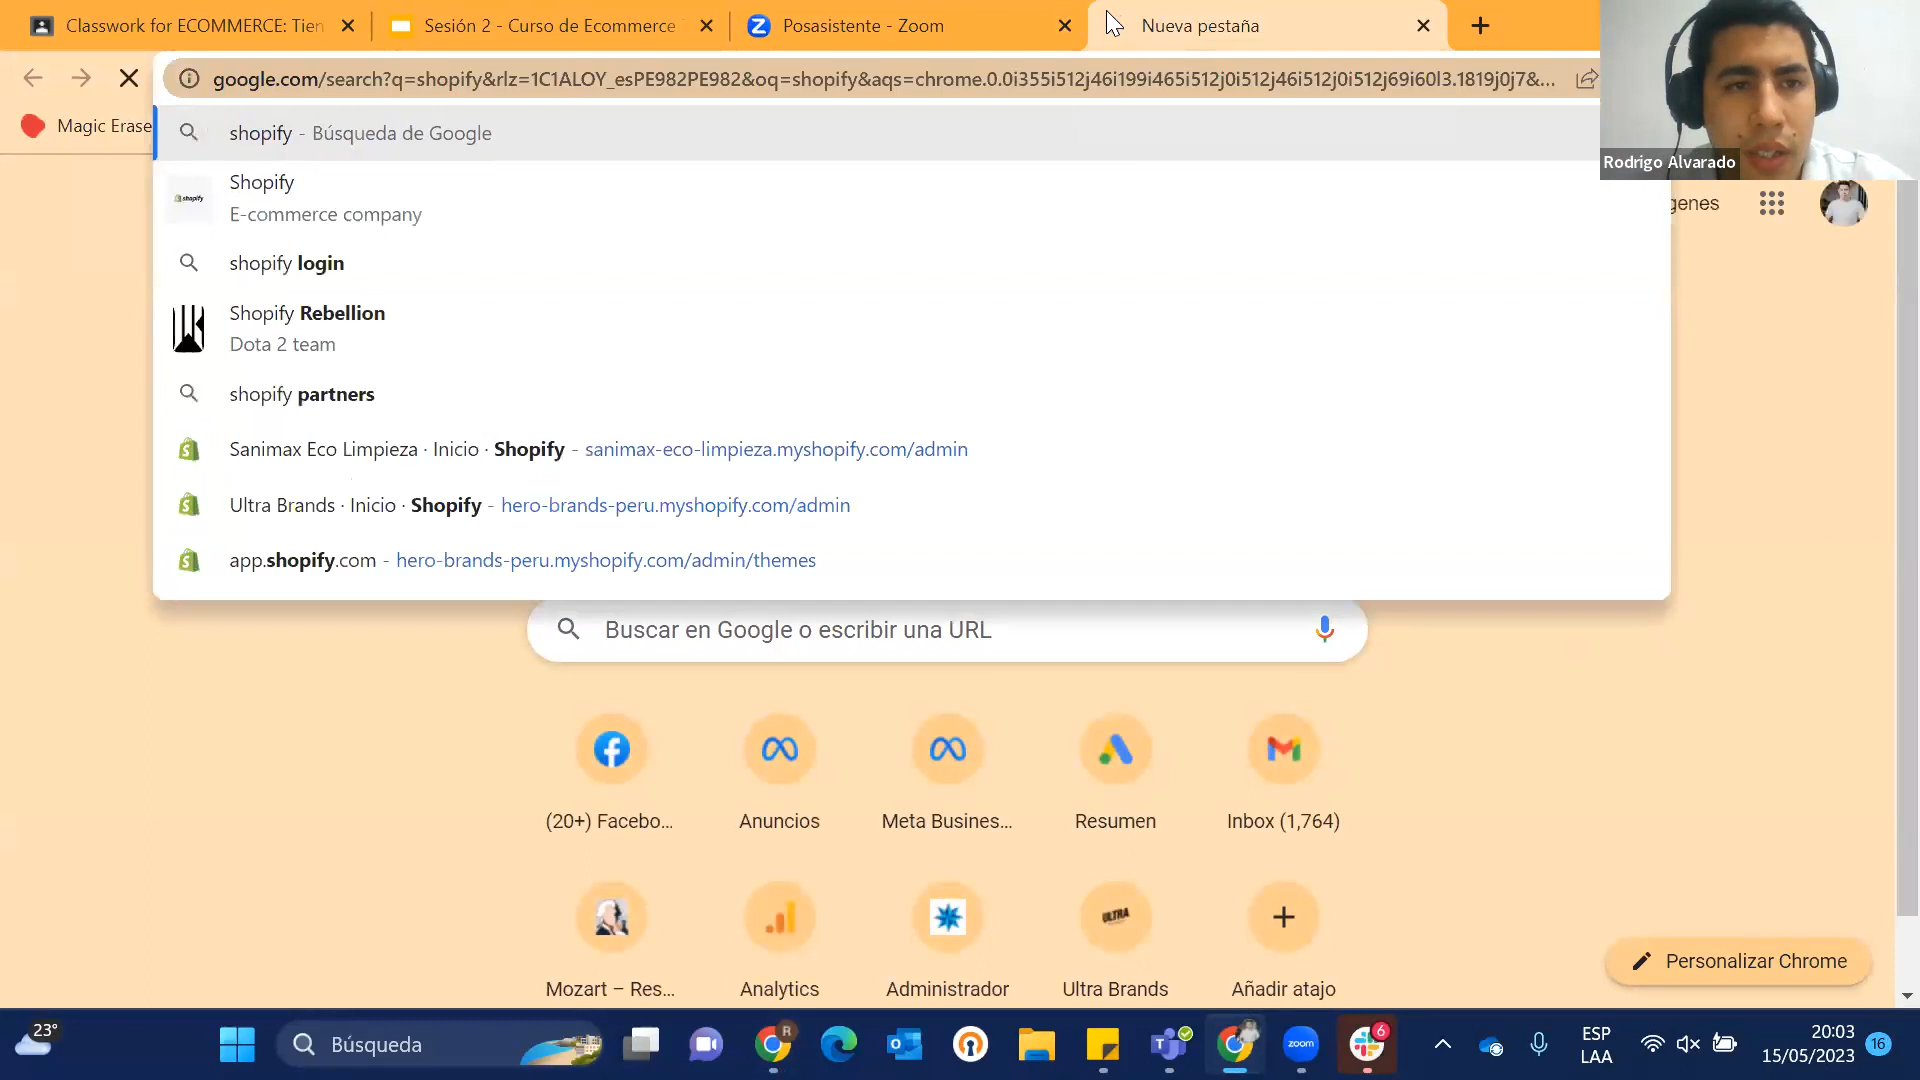 Classwork for ECOMMERCE: Tien
Sesión 2 - Curso de Ecommerce
Posasistente - Zoom
Nueva pestaña
google.com/search?q=shopify&rlz=1C1ALOY_esPE982PE982&oq=shopify&aqs=chrome.0.0i355i512j46i199i465i512j0i512j46i512j0i512j69i60l3.1819j0j7&...
Magic Erase
shopify - Búsqueda de Google
shopify
Shopify
E-commerce company
shopify login
Shopify Rebellion
Dota 2 team
shopify partners
Sanimax Eco Limpieza · Inicio · Shopify - sanimax-eco-limpieza.myshopify.com/admin
Ultra Brands · Inicio · Shopify - hero-brands-peru.myshopify.com/admin
app.shopify.com - hero-brands-peru.myshopify.com/admin/themes
Rodrigo Alvarado
genes
Buscar en Google o escribir una URL
(20+) Facebo...
Anuncios
Meta Busines...
Resumen
Inbox (1,764)
ULTRA
Mozart – Res...
Analytics
Administrador
Ultra Brands
Añadir atajo
Personalizar Chrome
23°
Búsqueda
R
zoom
6
ESP
LAA
20:03
15/05/2023
16